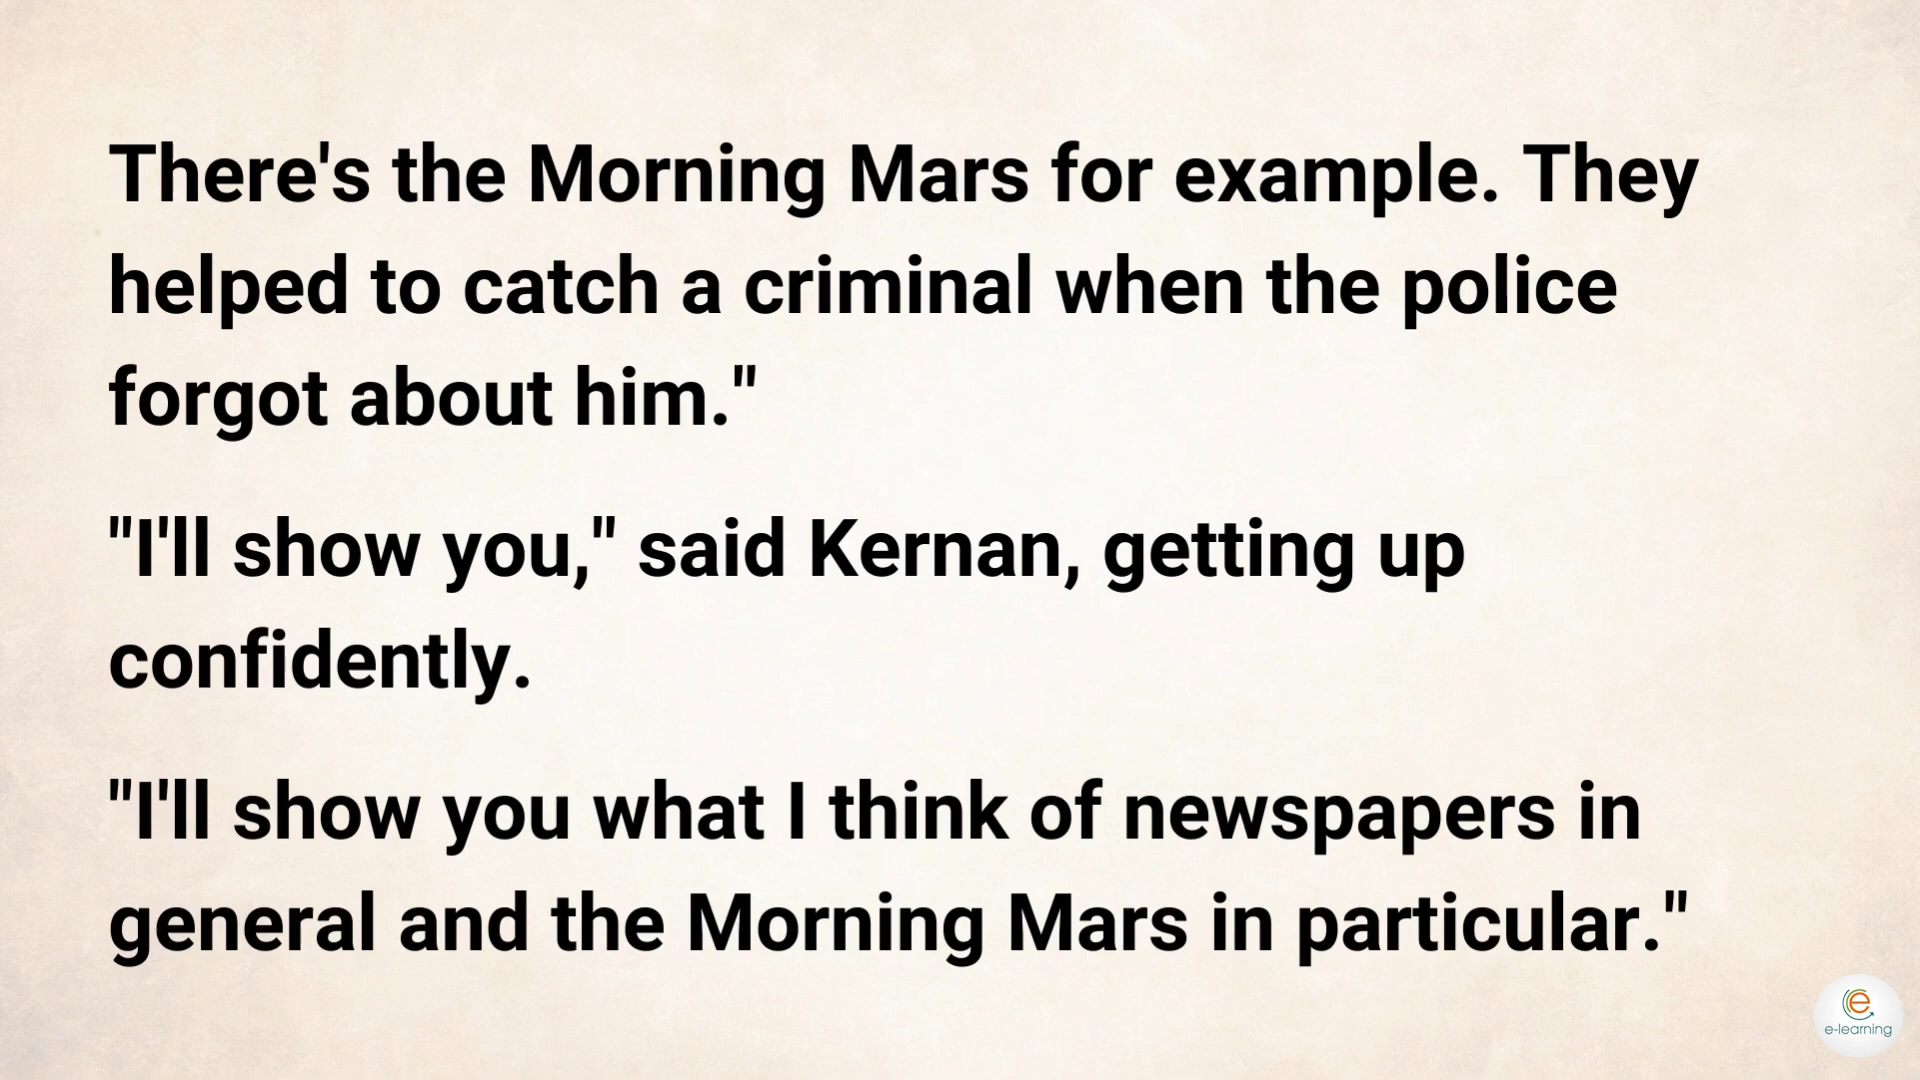 There's the Morning Mars for example. They
helped to catch a criminal when the police
forgot about him."
"I'll show you," said Kernan, getting up
confidently.
"I'll show you what I think of newspapers in
general and the Morning Mars in particular."
e
e-learning